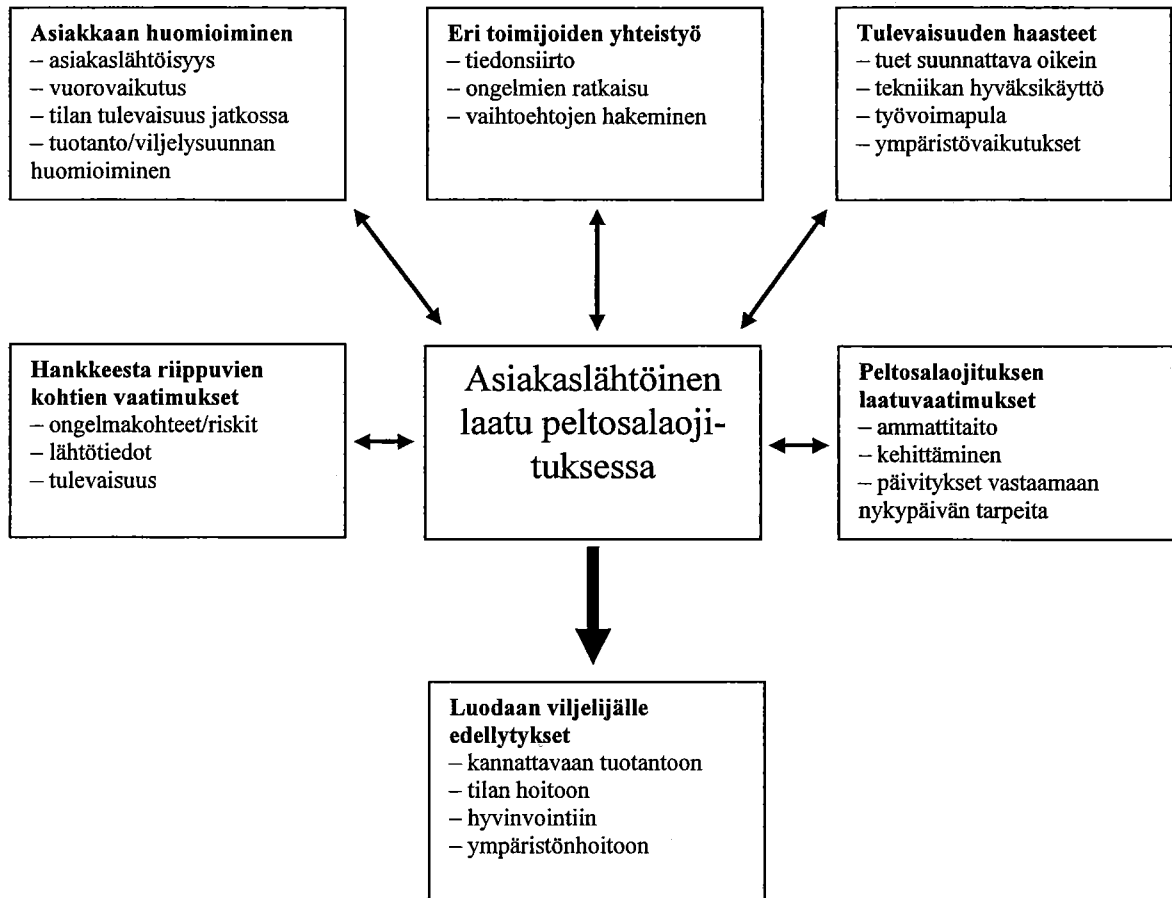 Asiakkaan huomioiminen
– asiakaslähtöisyys
– vuorovaikutus
– tilan tulevaisuus jatkossa
– tuotanto/viljelysuunnan
huomioiminen
Eri toimijoiden yhteistyö
– tiedonsiirto
– ongelmien ratkaisu
– vaihtoehtojen hakeminen
Tulevaisuuden haasteet
– tuet suunnattava oikein
– tekniikan hyväksikäyttö
– työvoimapula
– ympäristövaikutukset
Hankkeesta riippuvien
kohtien vaatimukset
– ongelmakohteet/riskit
– lähtötiedot
– tulevaisuus
Asiakaslähtöinen
laatu peltosalaoji-
tuksessa
Peltosalaojituksen
laatuvaatimukset
– ammattitaito
– kehittäminen
– päivitykset vastaamaan
nykypäivän tarpeita
Luodaan viljelijälle
edellytykset
– kannattavaan tuotantoon
– tilan hoitoon
– hyvinvointiin
– ympäristönhoitoon